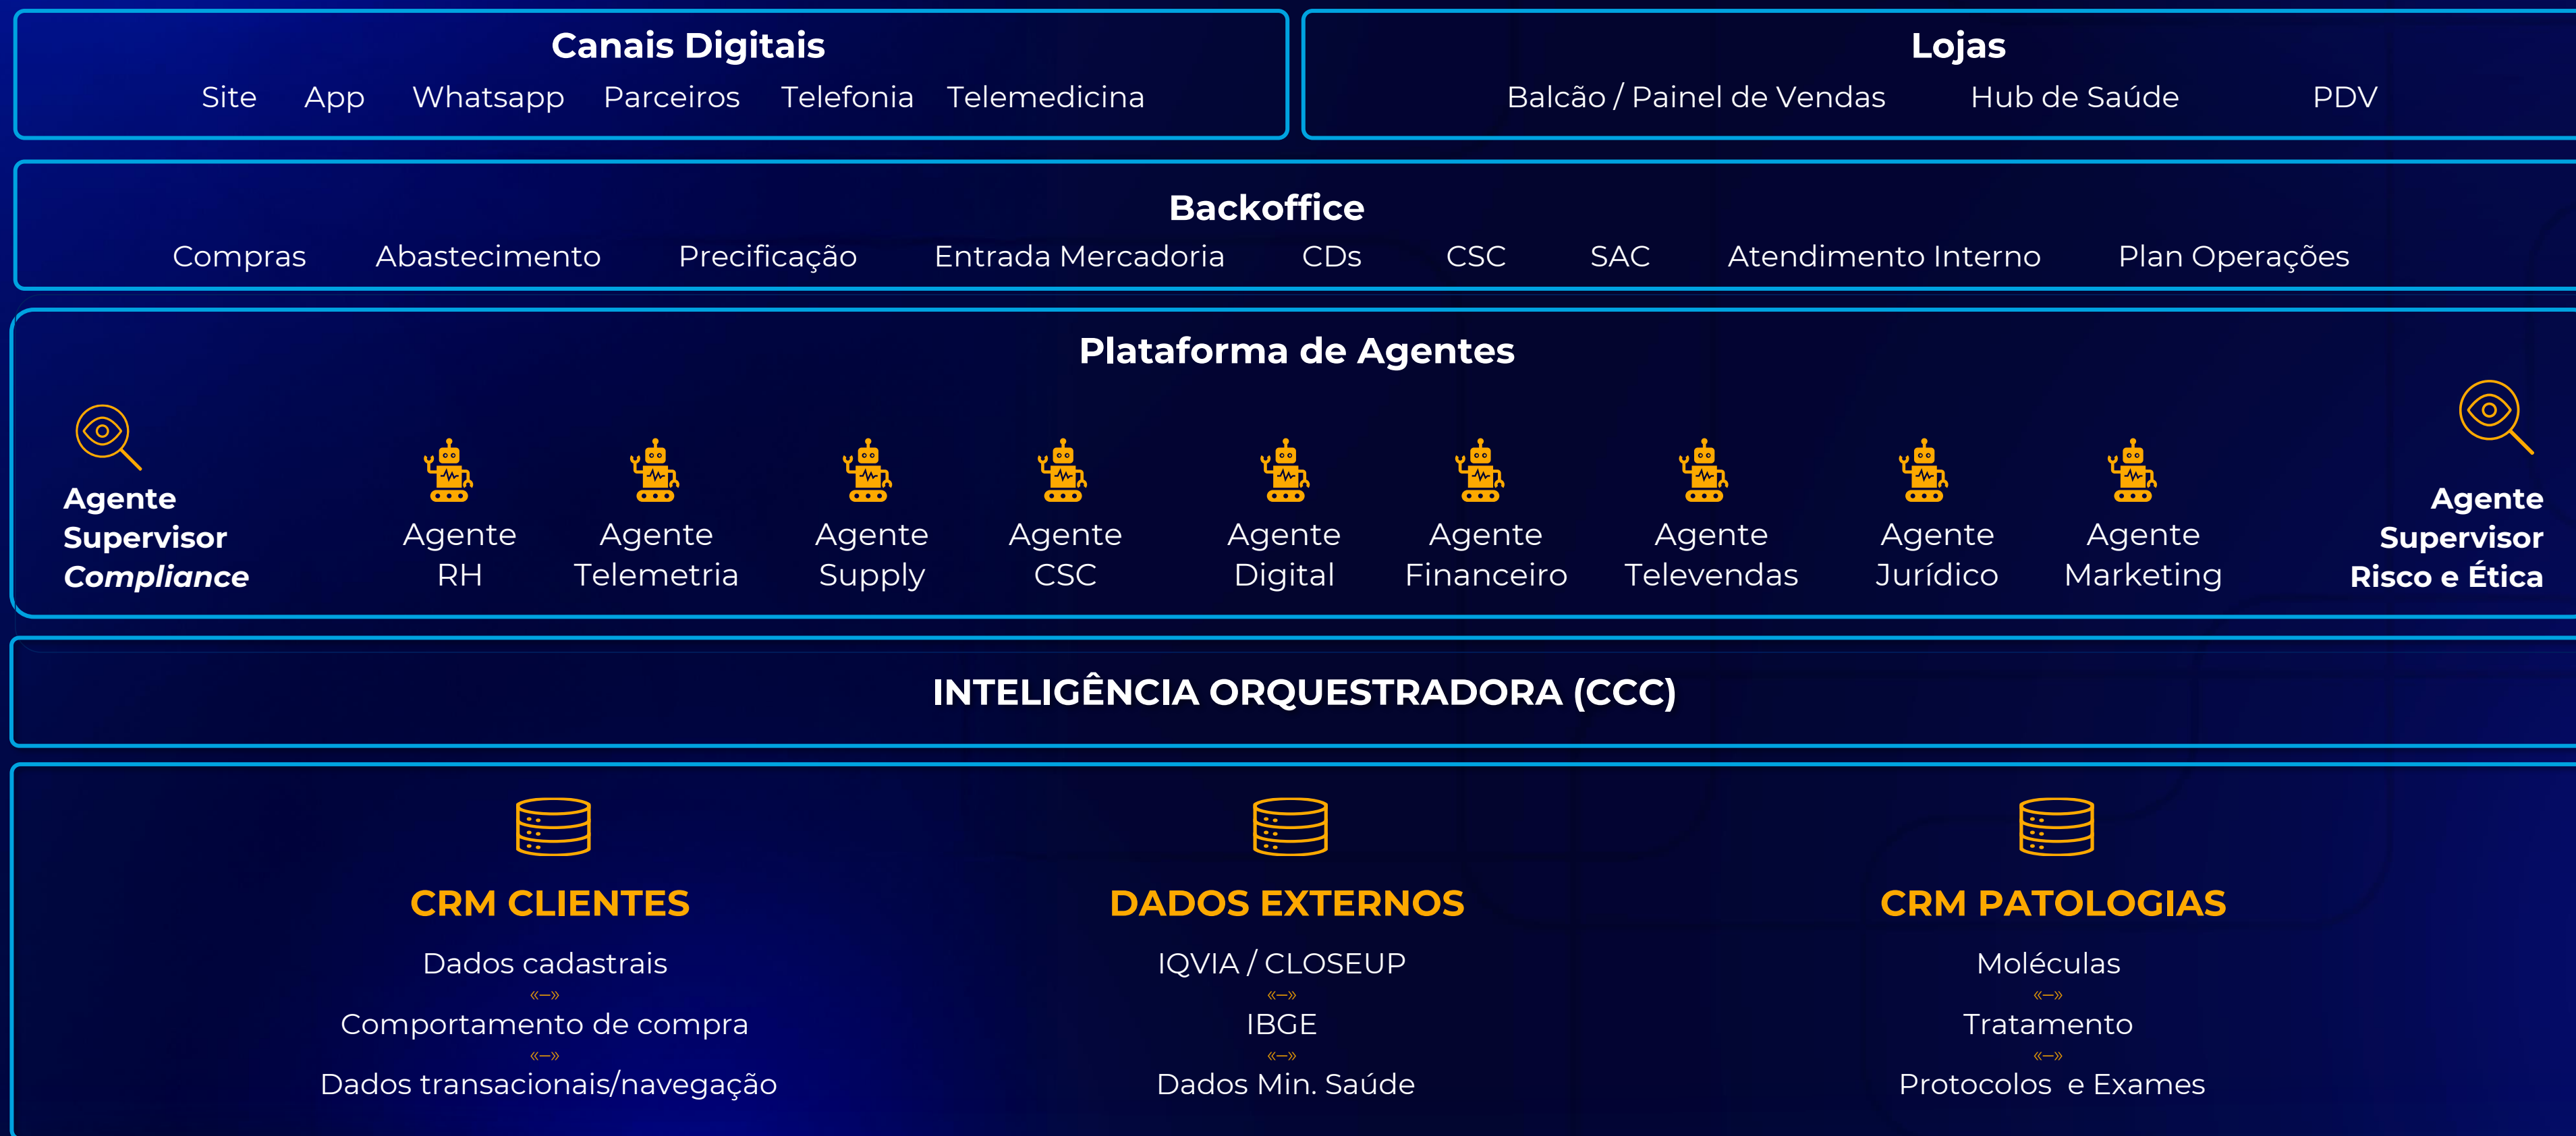 Canais Digitais
Site App Whatsapp Parceiros Telefonia Telemedicina
Lojas
Balcão / Painel de Vendas Hub de Saúde PDV
Backoffice
Compras Abastecimento Precificação Entrada Mercadoria CDs CSC SAC Atendimento Interno Plan Operações
Plataforma de Agentes
Agente
Supervisor
Compliance
Agente
RH
Agente
Telemetria
Agente
Supply
Agente
CSC
Agente
Digital
Agente
Financeiro
Agente
Televendas
Agente
Jurídico
Agente
Marketing
Agente
Supervisor
Risco e Ética
INTELIGÊNCIA ORQUESTRADORA (CCC)
CRM CLIENTES
Dados cadastrais
«–»
Comportamento de compra
«–»
Dados transacionais/navegação
DADOS EXTERNOS
IQVIA / CLOSEUP
«–»
IBGE
«–»
Dados Min. Saúde
CRM PATOLOGIAS
Moléculas
«–»
Tratamento
«–»
Protocolos  e Exames